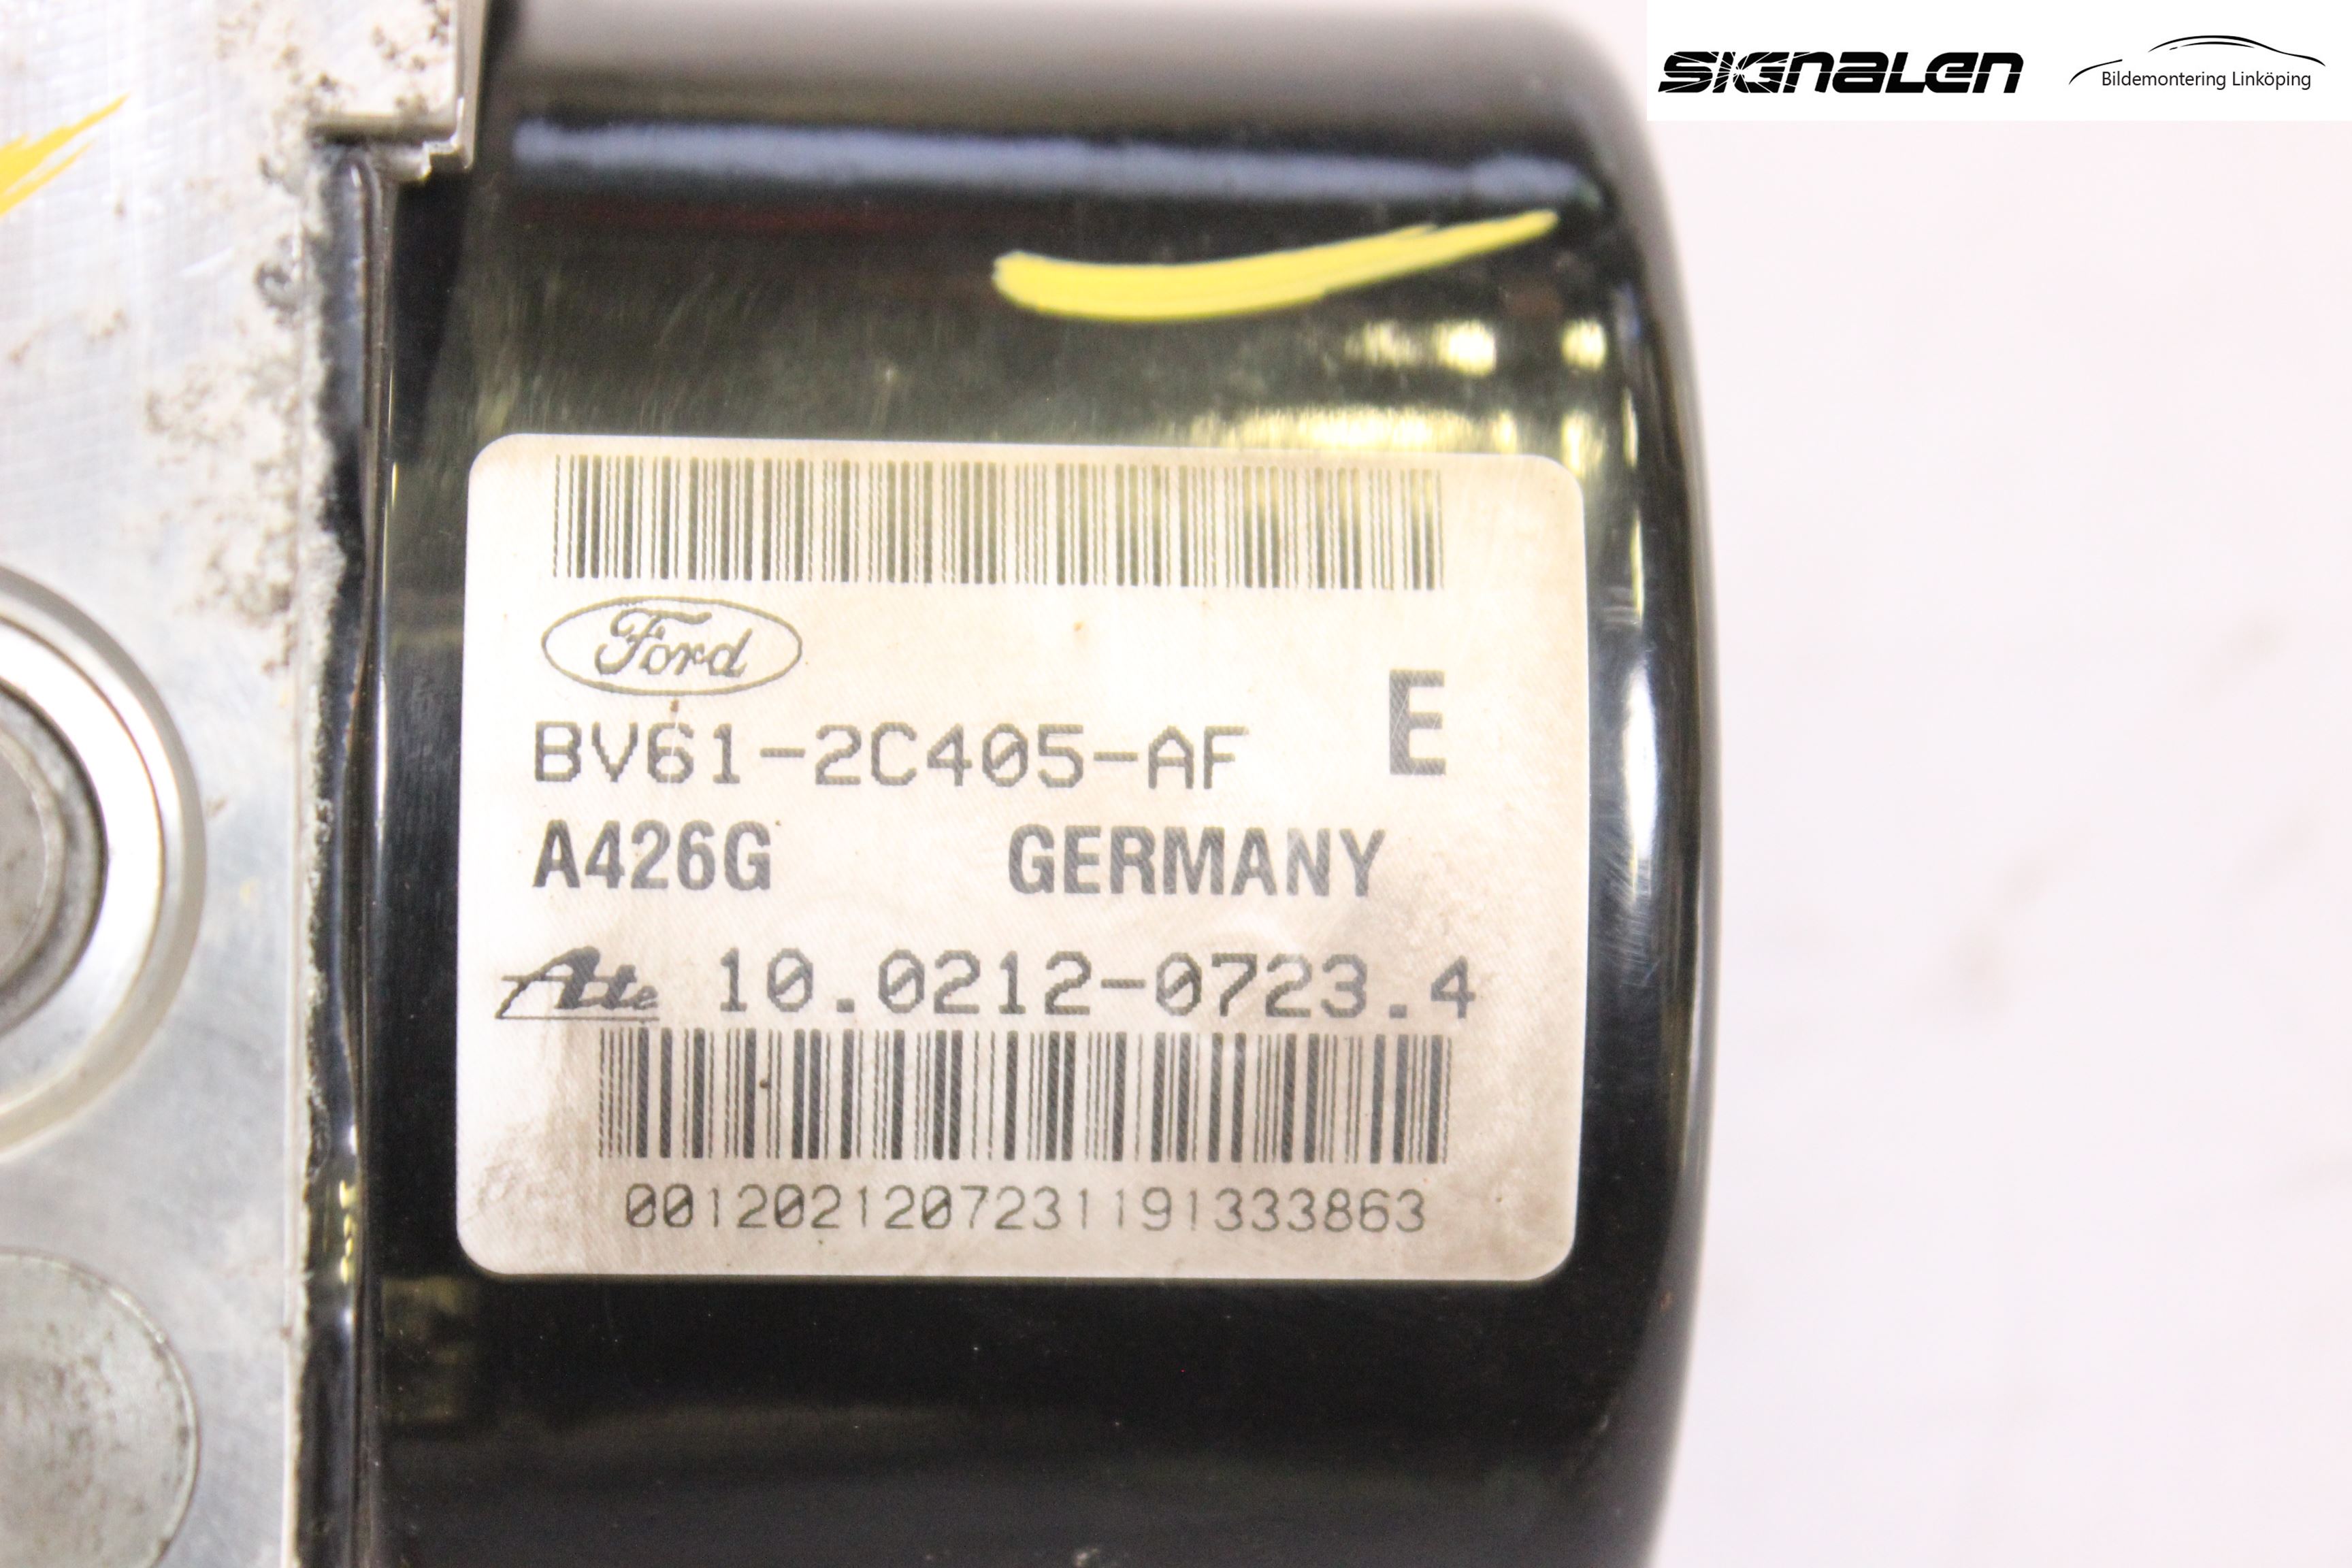 SIGNALEN
Bildemontering Linköping
Ford
E
BV61-2C405-AF
A426G GERMANY
Ate 10.0212-0723.4
0012021207231191333863